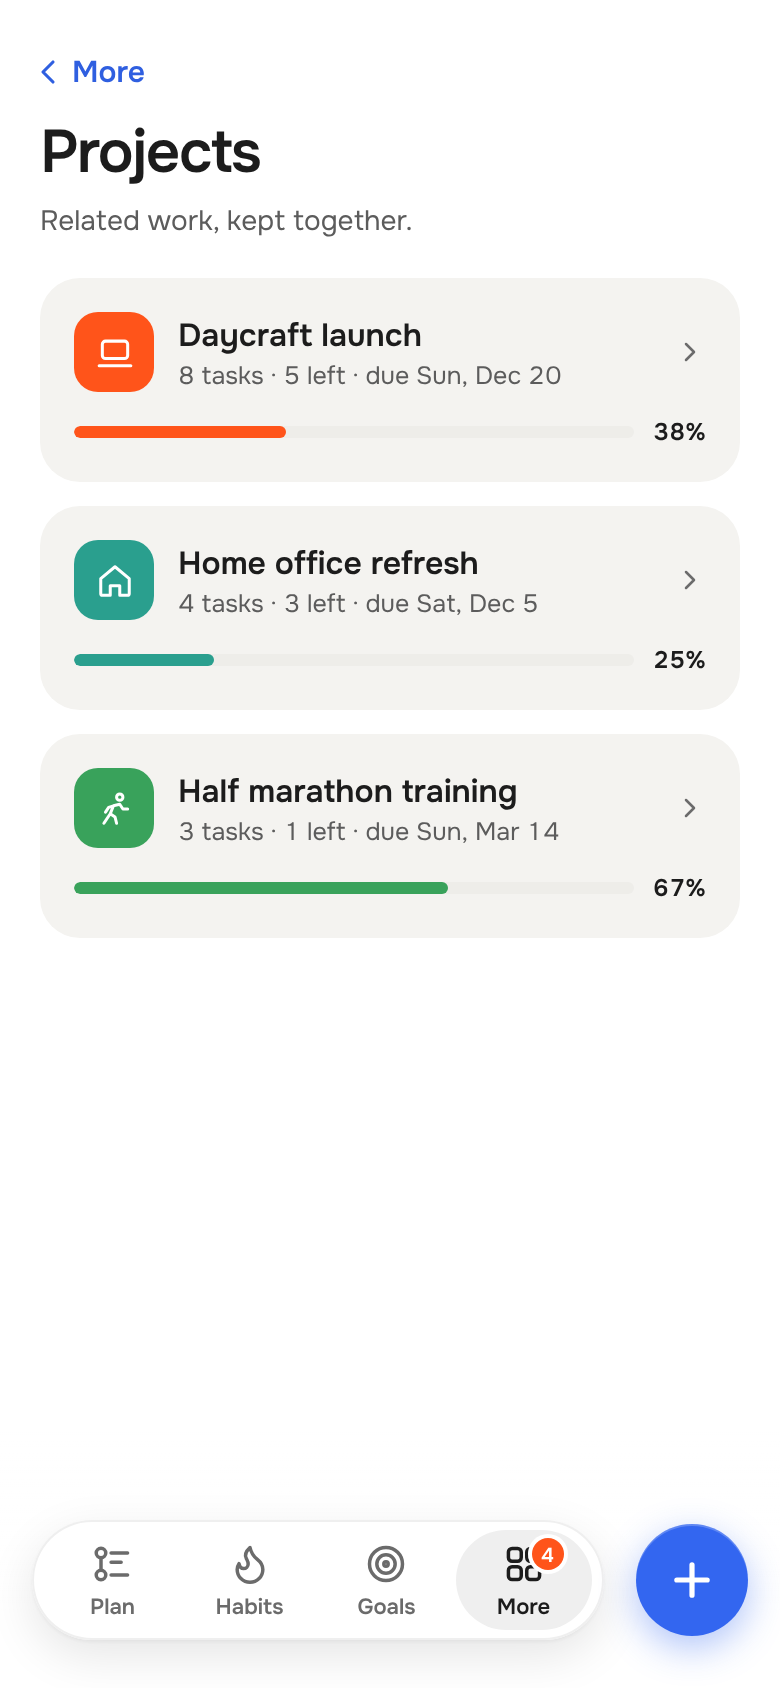 More
Projects
Related work, kept together.
Daycraft launch
8 tasks · 5 left · due Sun, Dec 20
38%
Home office refresh
4 tasks · 3 left · due Sat, Dec 5
25%
Half marathon training
3 tasks · 1 left · due Sun, Mar 14
67%
4
Plan
Habits
Goals
More